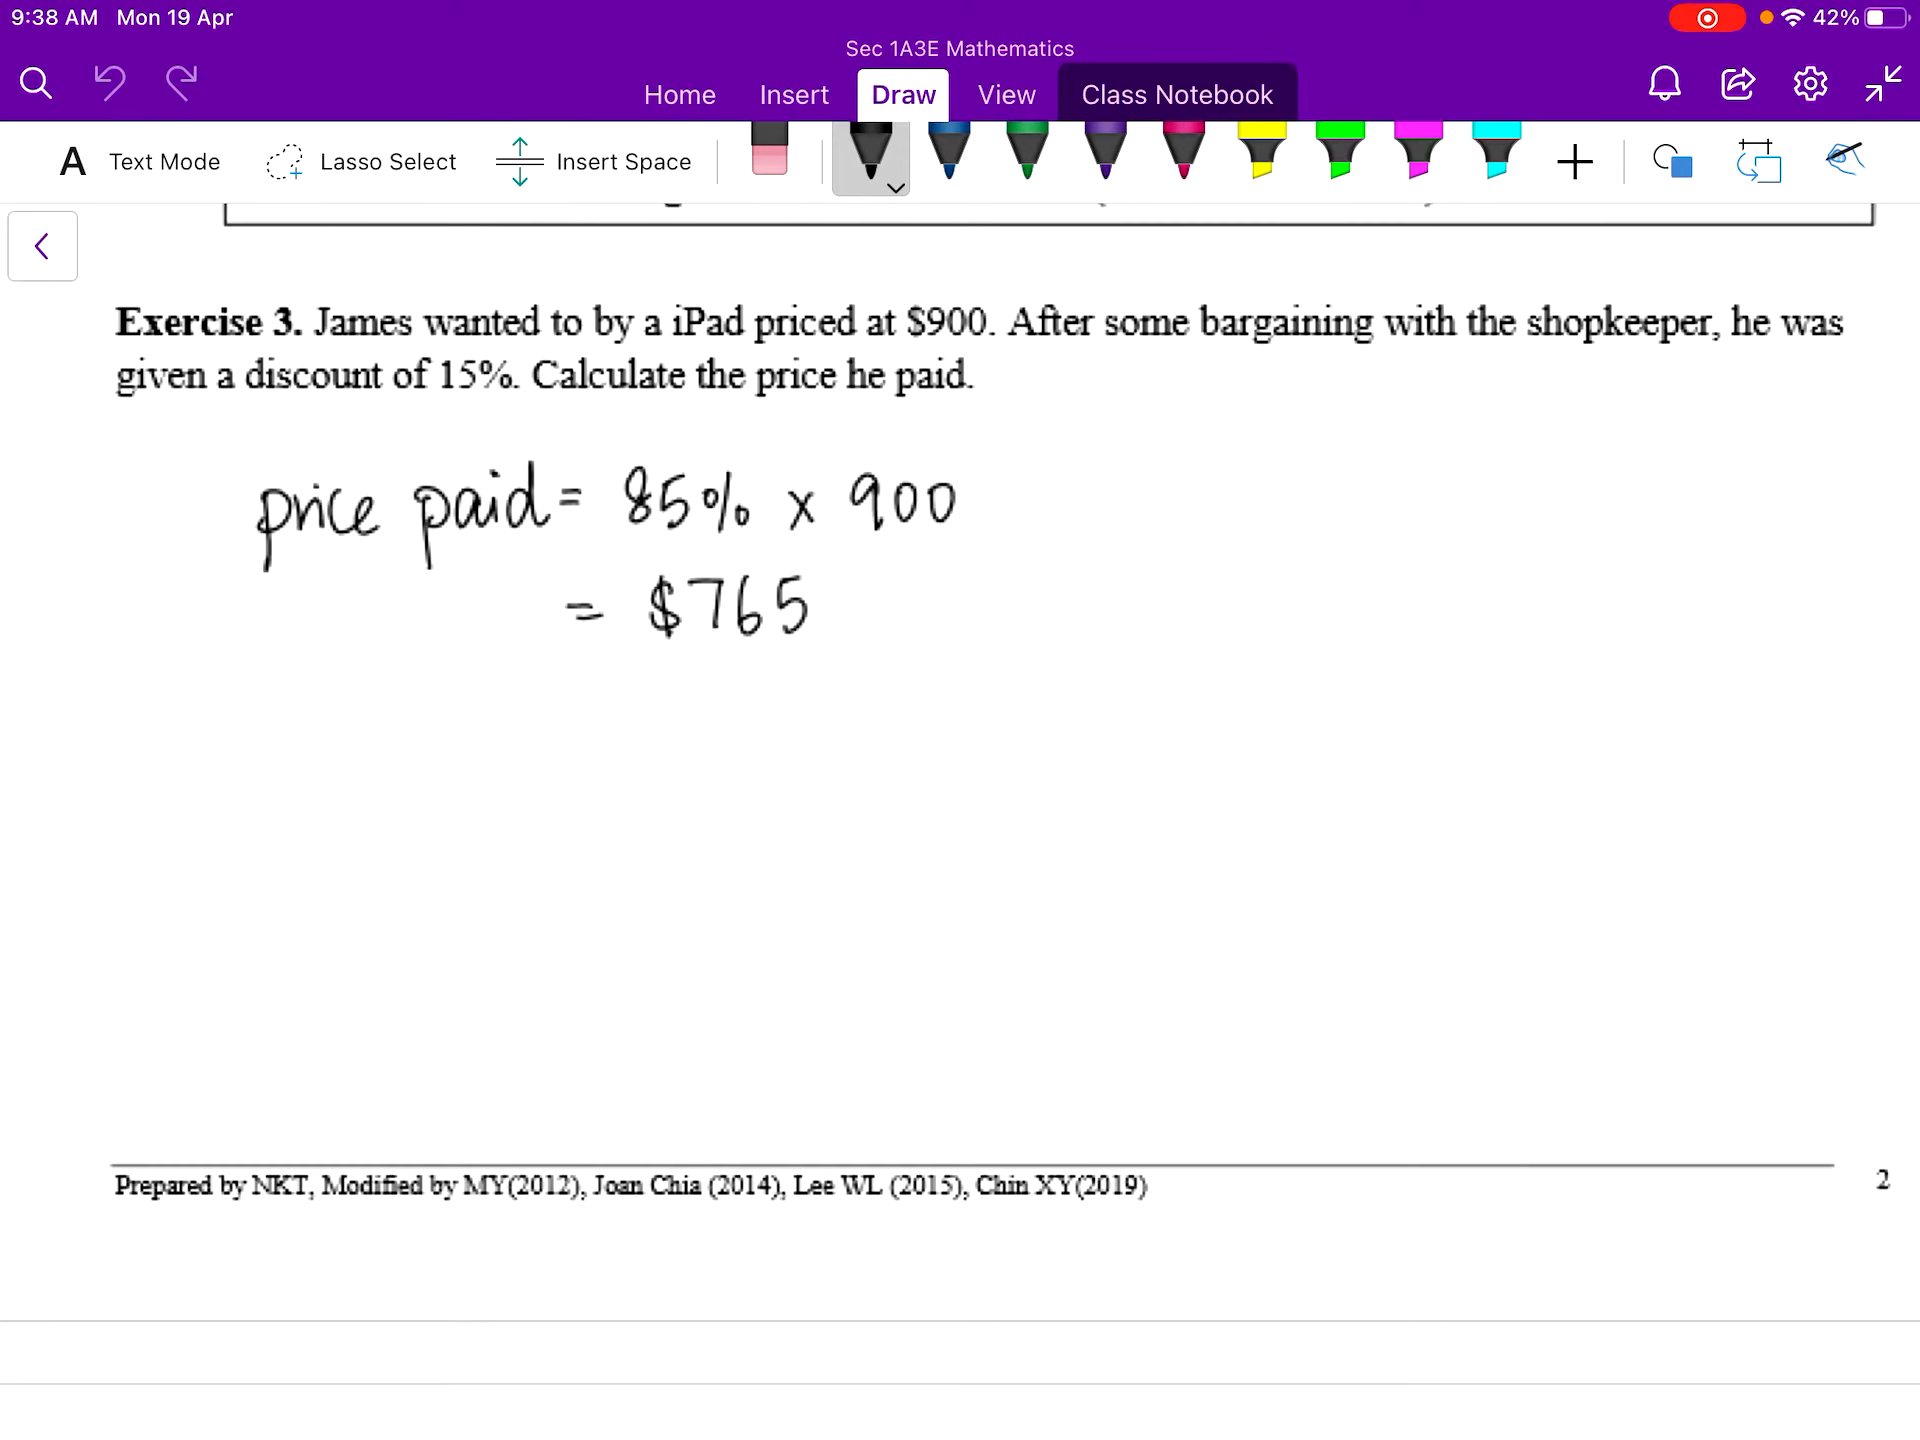 9:38 AM Mon 19 Apr
42%
Sec 1A3E Mathematics
Home Insert Draw View Class Notebook
A Text Mode Lasso Select Insert Space
Exercise 3. James wanted to by a iPad priced at $900. After some bargaining with the shopkeeper, he was
given a discount of 15%. Calculate the price he paid.
price paid = 85% x 900
= $765
Prepared by NKT, Modified by MY(2012), Joan Chia (2014), Lee WL (2015), Chin XY(2019)
2